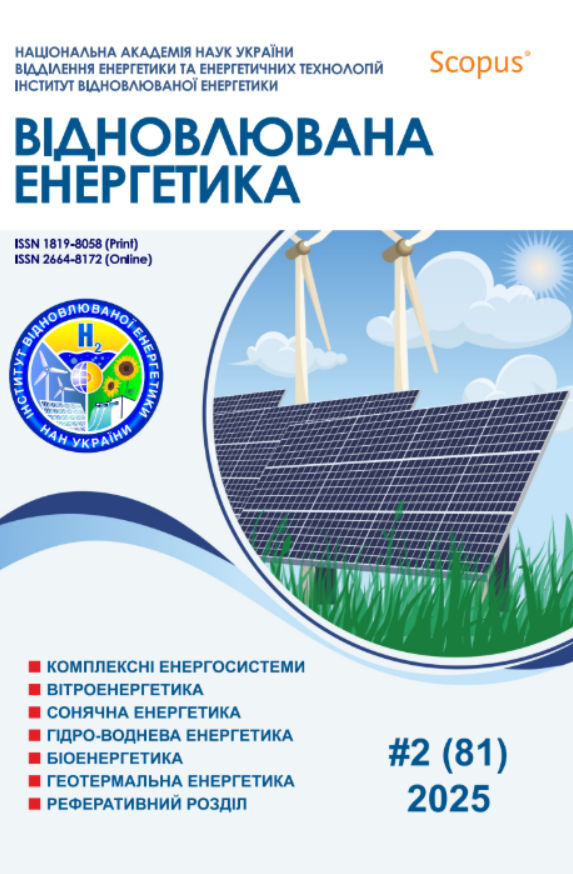 НАЦІОНАЛЬНА АКАДЕМІЯ НАУК УКРАЇНИ
ВІДДІЛЕННЯ ЕНЕРГЕТИКИ ТА ЕНЕРГЕТИЧНИХ ТЕХНОЛОГІЙ
ІНСТИТУТ ВІДНОВЛЮВАНОЇ ЕНЕРГЕТИКИ
Scopus®
ВІДНОВЛЮВАНА
ЕНЕРГЕТИКА
ISSN 1819-8058 (Print)
ISSN 2664-8172 (Online)
ІНСТИТУТ ВІДНОВЛЮВАНОЇ ЕНЕРГЕТИКИ
H2
НАН УКРАЇНИ
КОМПЛЕКСНІ ЕНЕРГОСИСТЕМИ
ВІТРОЕНЕРГЕТИКА
СОНЯЧНА ЕНЕРГЕТИКА
ГІДРО-ВОДНЕВА ЕНЕРГЕТИКА
БІОЕНЕРГЕТИКА
ГЕОТЕРМАЛЬНА ЕНЕРГЕТИКА
РЕФЕРАТИВНИЙ РОЗДІЛ
#2 (81)
2025